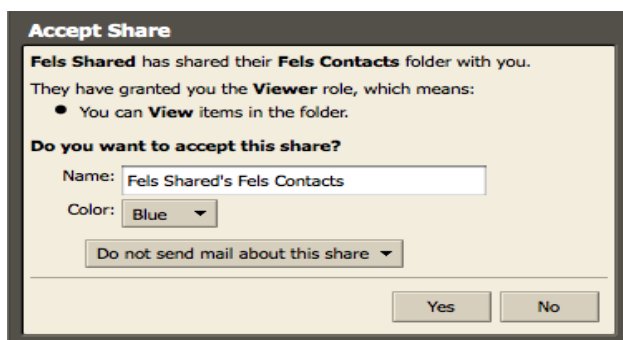 Accept Share
Fels Shared has shared their Fels Contacts folder with you.
They have granted you the Viewer role, which means:
● You can View items in the folder.
Do you want to accept this share?
Name: Fels Shared's Fels Contacts
Color: Blue
Do not send mail about this share
Yes No